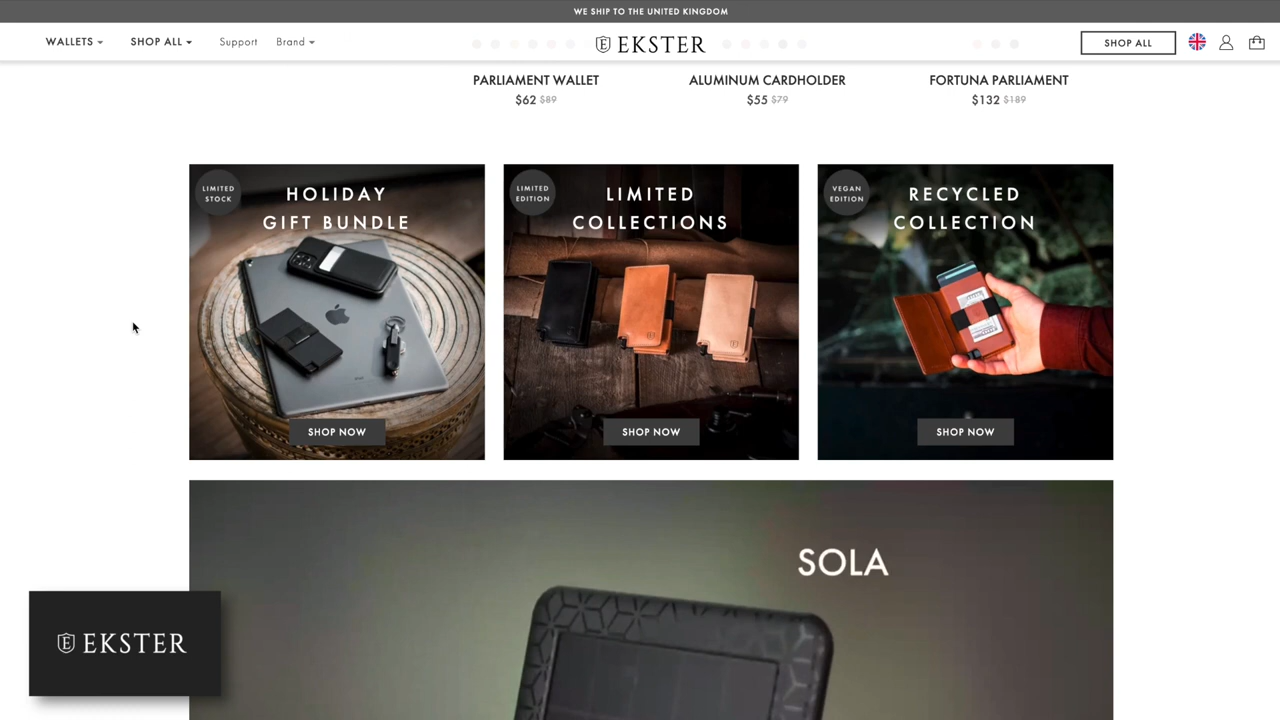 WE SHIP TO THE UNITED KINGDOM
WALLETS SHOP ALL Support Brand
EKSTER
SHOP ALL
PARLIAMENT WALLET
$62 $89
ALUMINUM CARDHOLDER
$55 $79
FORTUNA PARLIAMENT
$132 $189
LIMITED
STOCK
HOLIDAY
GIFT BUNDLE
SHOP NOW
LIMITED
EDITION
LIMITED
COLLECTIONS
SHOP NOW
VEGAN
EDITION
RECYCLED
COLLECTION
SHOP NOW
SOLA
EKSTER